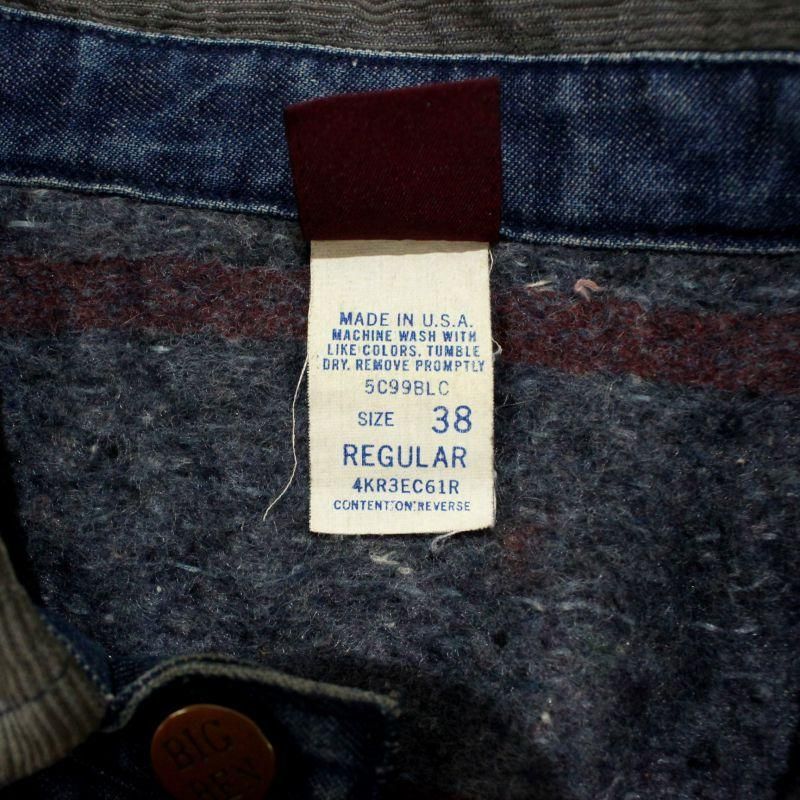 MADE IN U.S.A.
MACHINE WASH WITH
LIKE COLORS. TUMBLE
DRY. REMOVE PROMPTLY
5C99BLC
SIZE 38
REGULAR
4KR3EC61R
CONTENT ON REVERSE
BIG